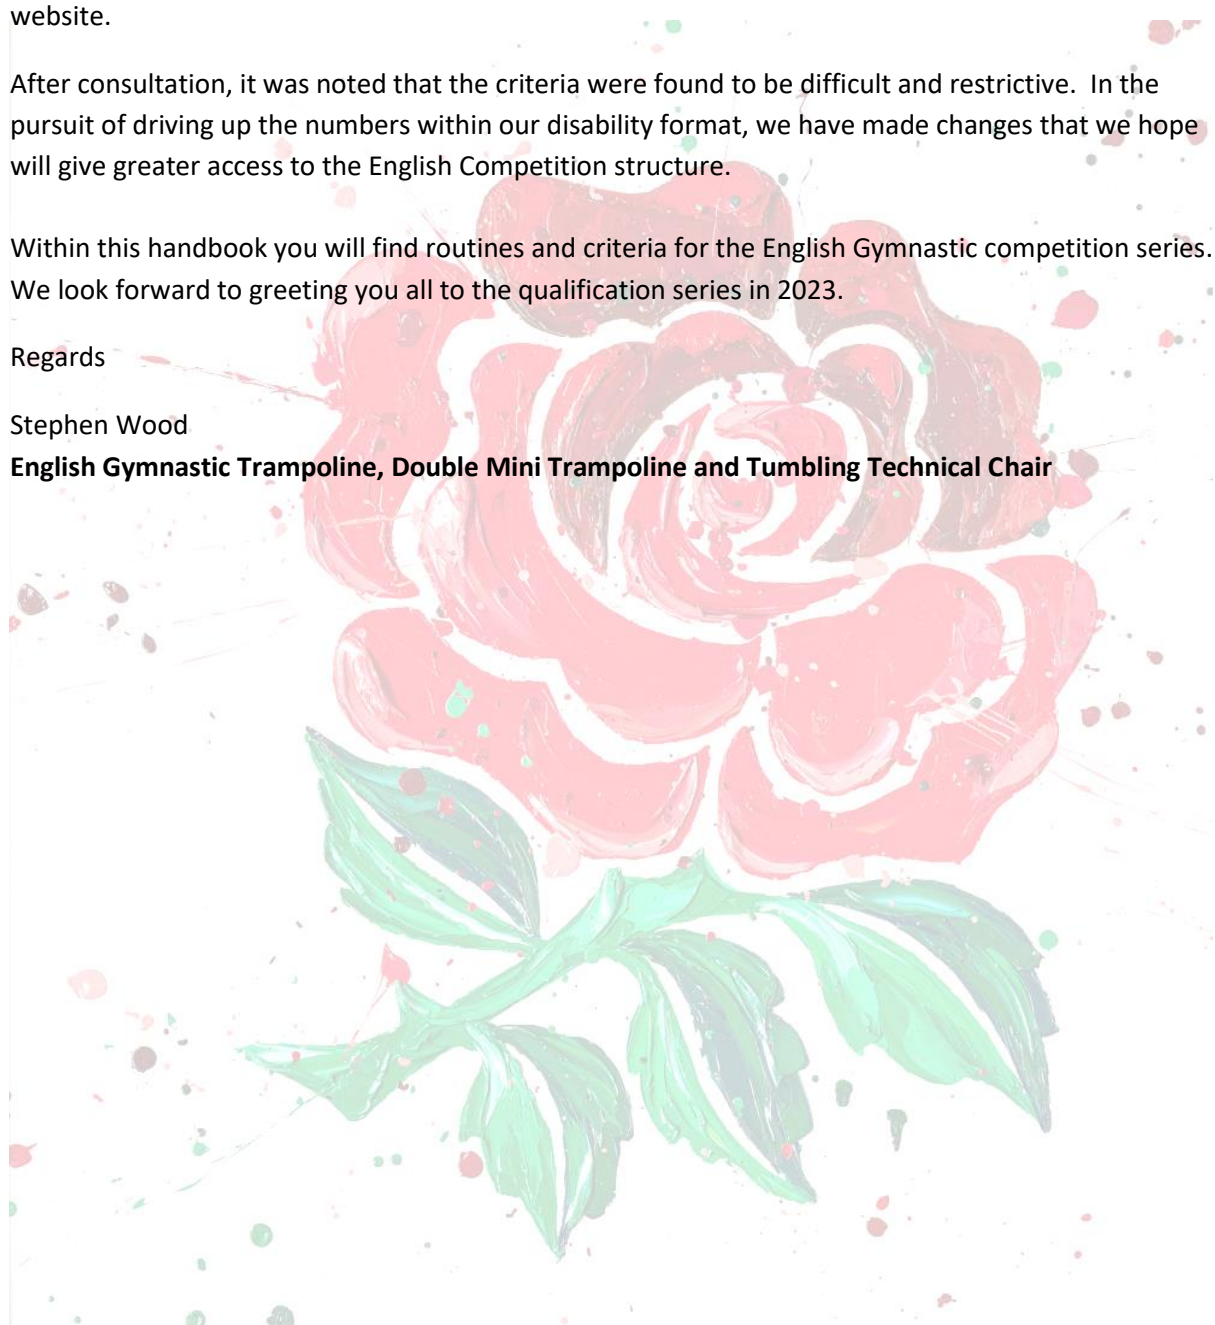 website.
After consultation, it was noted that the criteria were found to be difficult and restrictive.  In the
pursuit of driving up the numbers within our disability format, we have made changes that we hope
will give greater access to the English Competition structure.
Within this handbook you will find routines and criteria for the English Gymnastic competition series.
We look forward to greeting you all to the qualification series in 2023.
Regards
Stephen Wood
English Gymnastic Trampoline, Double Mini Trampoline and Tumbling Technical Chair